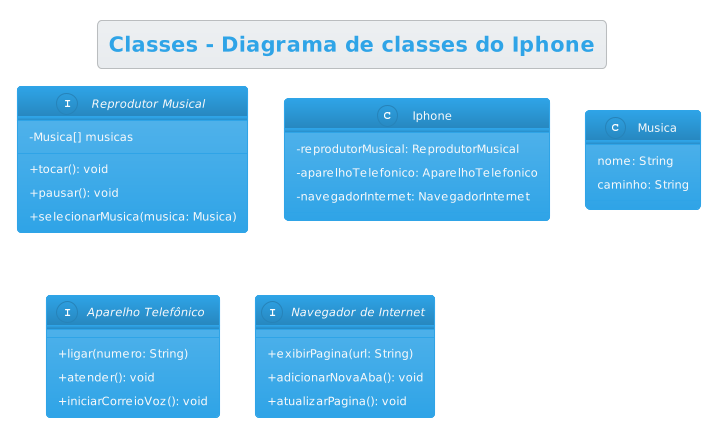 Classes - Diagrama de classes do Iphone
I Reprodutor Musical
-Musica[] musicas
+tocar(): void
+pausar(): void
+selecionarMusica(musica: Musica)
C Iphone
-reprodutorMusical: ReprodutorMusical
-aparelhoTelefonico: AparelhoTelefonico
-navegadorInternet: NavegadorInternet
C Musica
nome: String
caminho: String
I Aparelho Telefônico
+ligar(numero: String)
+atender(): void
+iniciarCorreioVoz(): void
I Navegador de Internet
+exibirPagina(url: String)
+adicionarNovaAba(): void
+atualizarPagina(): void